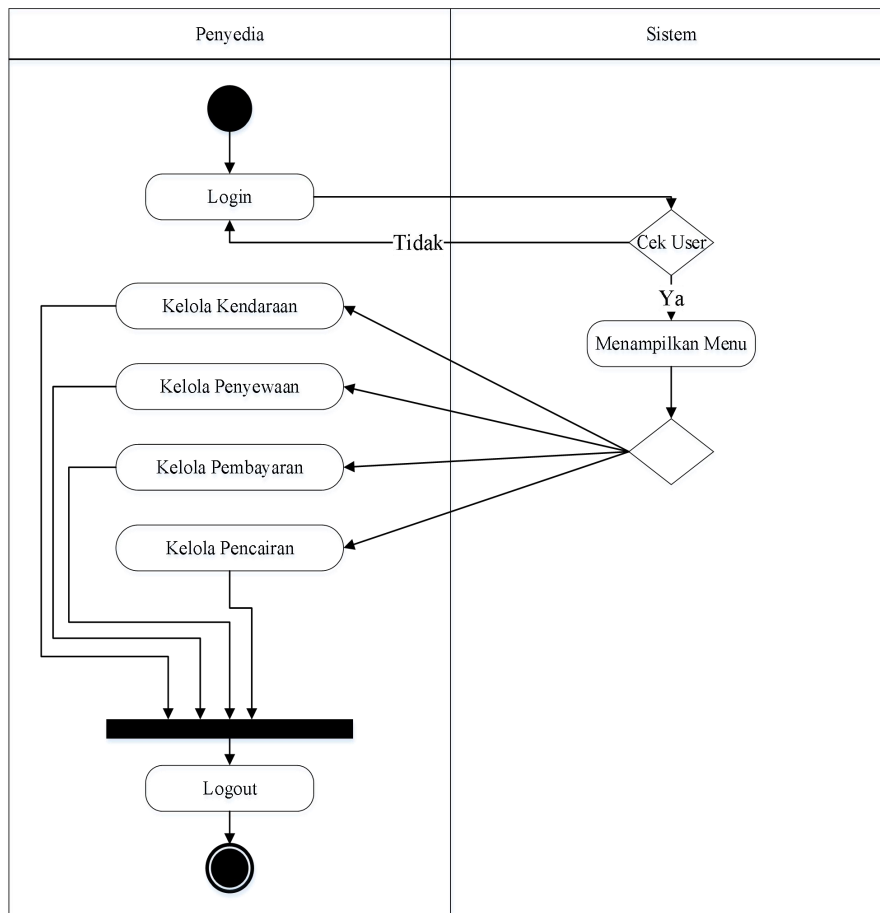 Penyedia
Sistem
Login
Tidak
Cek User
Ya
Kelola Kendaraan
Menampilkan Menu
Kelola Penyewaan
Kelola Pembayaran
Kelola Pencairan
Logout